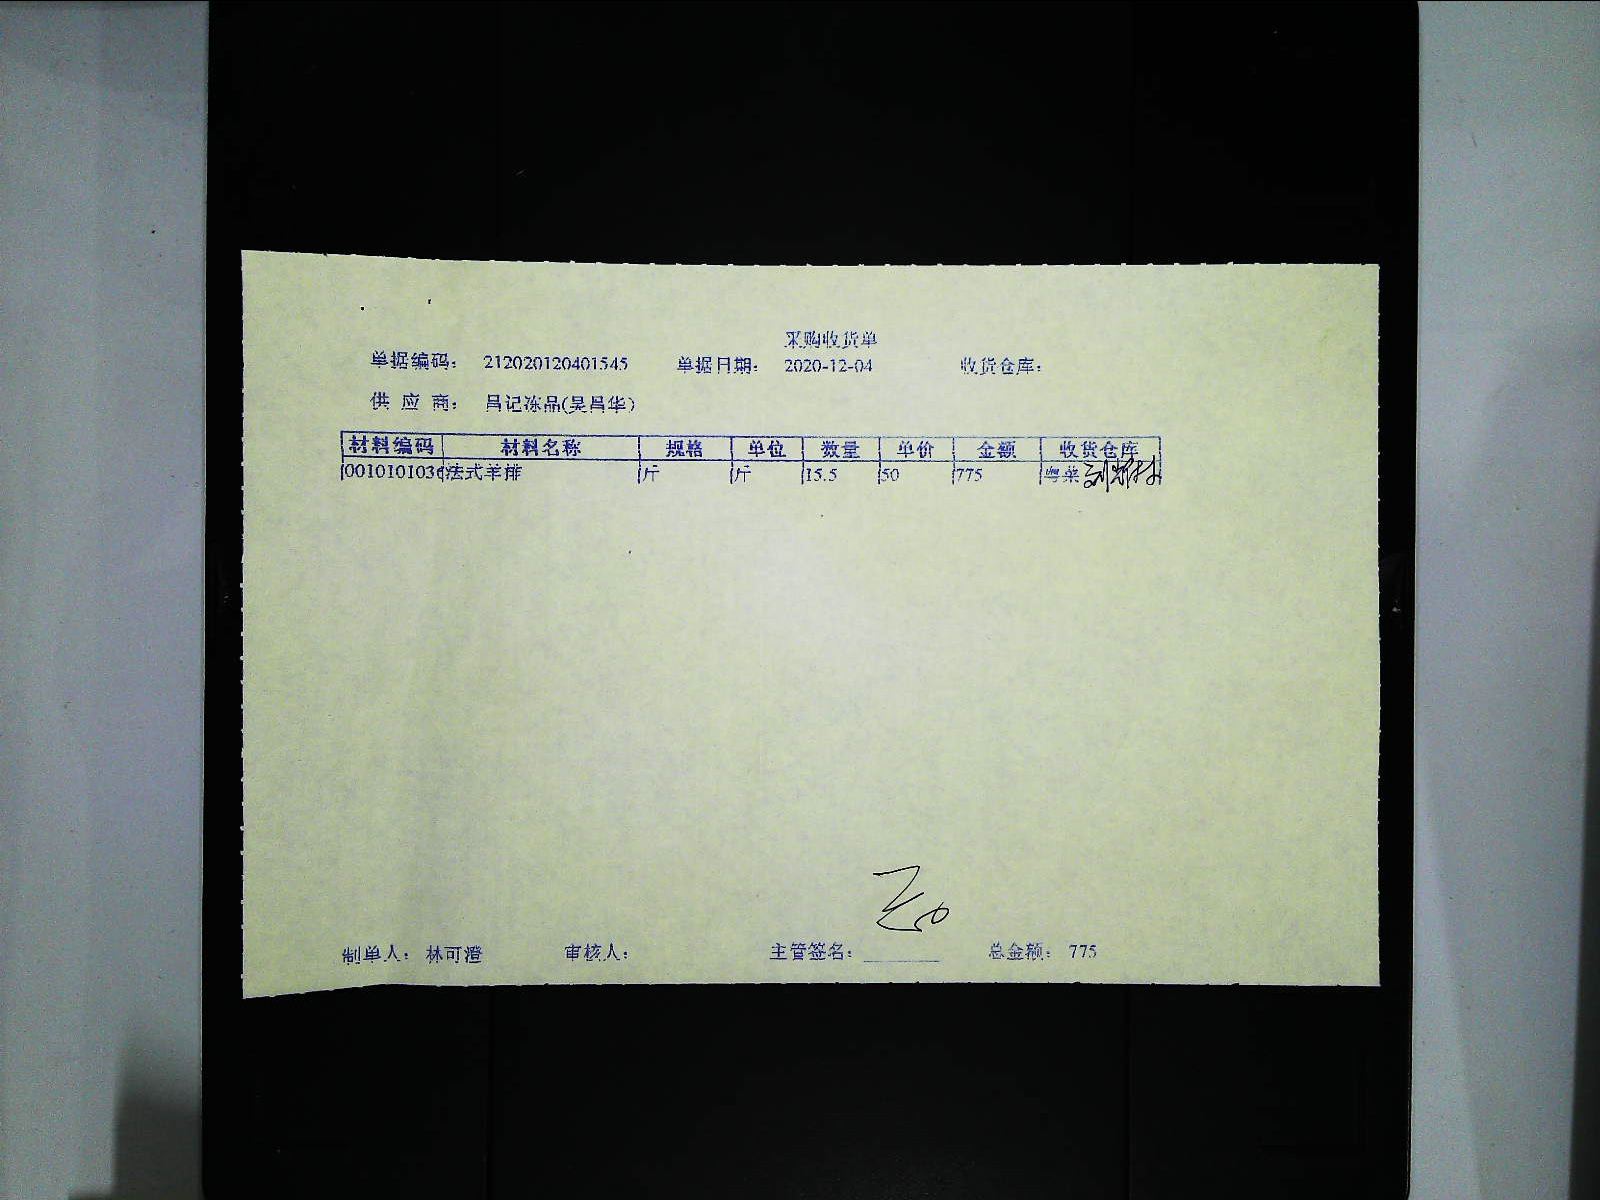 采购收货单
单据编码： 212020120401545 单据日期： 2020-12-04 收货仓库：
供 应 商： 吕记冻品(吴昌华)
材料编码 材料名称 规格 单位 数量 单价 金额 收货仓库
0010101036 法式羊排 斤 斤 15.5 50 775 粤菜
制单人： 林可澄 审核人： 主管签名： 总金额： 775